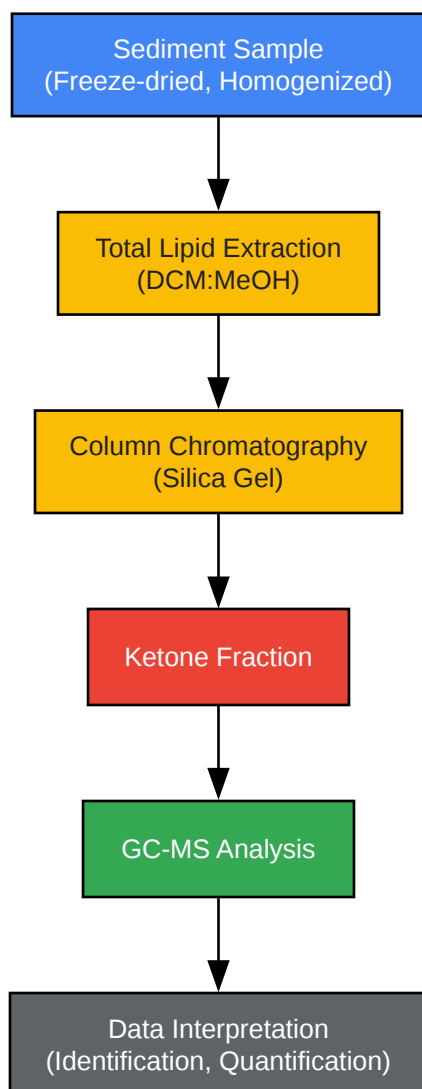 Sediment Sample
(Freeze-dried, Homogenized)
Total Lipid Extraction
(DCM:MeOH)
Column Chromatography
(Silica Gel)
Ketone Fraction
GC-MS Analysis
Data Interpretation
(Identification, Quantification)